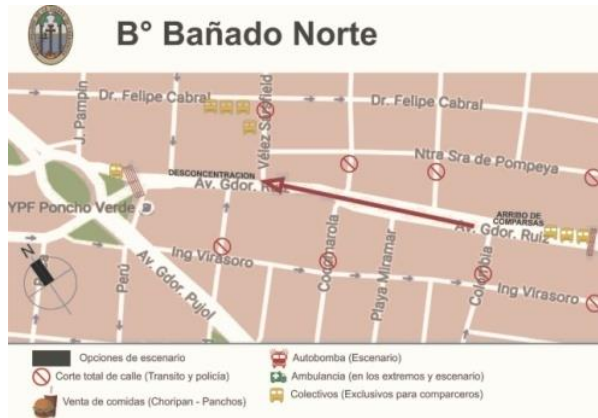 B° Bañado Norte
Dr. Felipe Cabral
Dr. Felipe Cabral
J. Pampín
Vélez Sarsfield
Ntra Sra de Pompeya
DESCONCENTRACION
Av. Gdor. Ruiz
ARRIBO DE
COMPARSAS
Av. Gdor. Ruiz
YPF Poncho Verde
Ing Virasoro
Av. Gdor. Pujol
Perú
N
Playa Miramar
Colombia
Ing Virasoro
Opciones de escenario
Corte total de calle (Transito y policía)
Venta de comidas (Choripan - Panchos)
Autobomba (Escenario)
Ambulancia (en los extremos y escenario)
Colectivos (Exclusivos para comparceros)